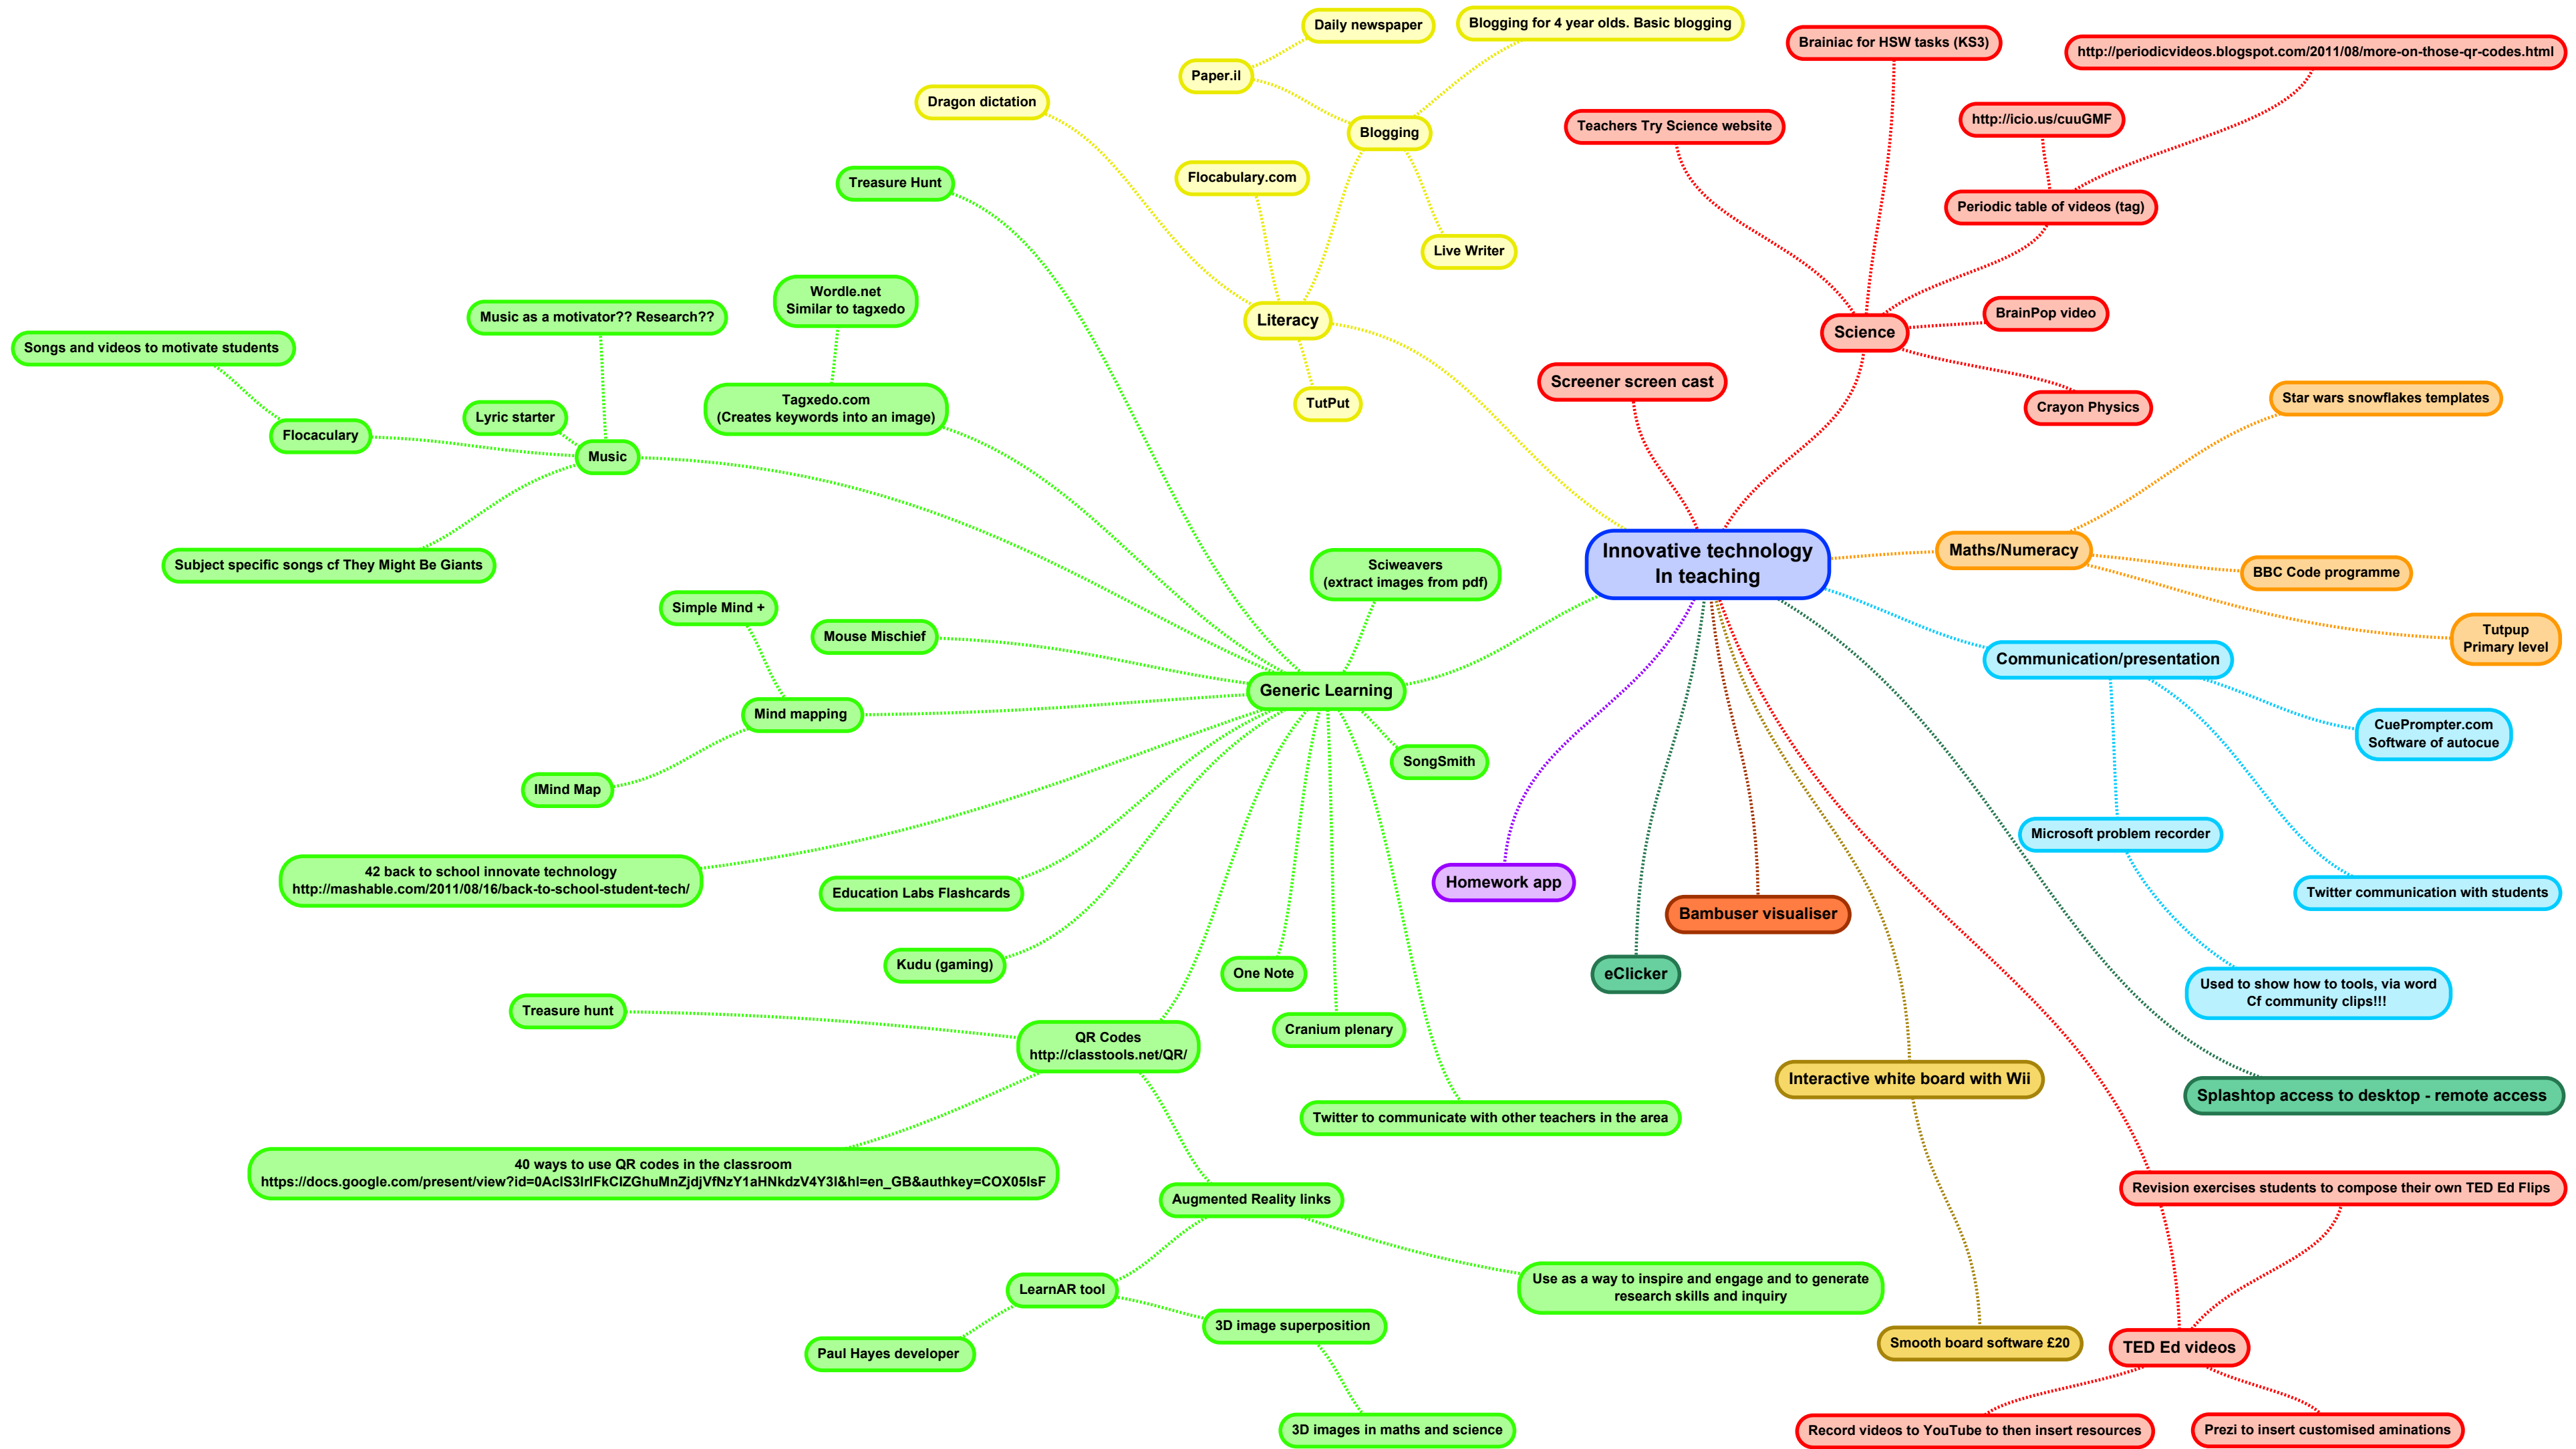 Daily newspaper
Blogging for 4 year olds. Basic blogging
Brainiac for HSW tasks (KS3)
http://periodicvideos.blogspot.com/2011/08/more-on-those-qr-codes.html
Paper.il
Dragon dictation
Blogging
Teachers Try Science website
http://icio.us/cuuGMF
Flocabulary.com
Treasure Hunt
Periodic table of videos (tag)
Live Writer
Wordle.net
Similar to tagxedo
Music as a motivator?? Research??
Literacy
BrainPop video
Science
Songs and videos to motivate students
Screener screen cast
Tagxedo.com
(Creates keywords into an image)
TutPut
Crayon Physics
Star wars snowflakes templates
Lyric starter
Flocaculary
Music
Innovative technology
In teaching
Maths/Numeracy
Subject specific songs cf They Might Be Giants
Sciweavers
(extract images from pdf)
BBC Code programme
Simple Mind +
Mouse Mischief
Tutpup
Primary level
Communication/presentation
Generic Learning
Mind mapping
CuePrompter.com
Software of autocue
SongSmith
IMind Map
Microsoft problem recorder
42 back to school innovate technology
http://mashable.com/2011/08/16/back-to-school-student-tech/
Education Labs Flashcards
Homework app
Twitter communication with students
Bambuser visualiser
Kudu (gaming)
One Note
eClicker
Used to show how to tools, via word
Cf community clips!!!
Treasure hunt
Cranium plenary
QR Codes
http://classtools.net/QR/
Interactive white board with Wii
Splashtop access to desktop - remote access
Twitter to communicate with other teachers in the area
40 ways to use QR codes in the classroom
https://docs.google.com/present/view?id=0AclS3lrlFkCIZGhuMnZjdjVfNzY1aHNkdzV4Y3I&hl=en_GB&authkey=COX05IsF
Augmented Reality links
Revision exercises students to compose their own TED Ed Flips
LearnAR tool
Use as a way to inspire and engage and to generate
research skills and inquiry
3D image superposition
Paul Hayes developer
Smooth board software £20
TED Ed videos
3D images in maths and science
Record videos to YouTube to then insert resources
Prezi to insert customised aminations